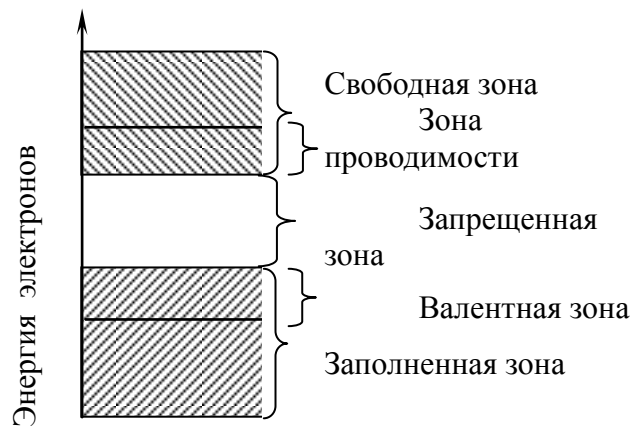 Свободная зона
Зона
проводимости
Запрещенная
зона
Валентная зона
Заполненная зона
Энергия электронов